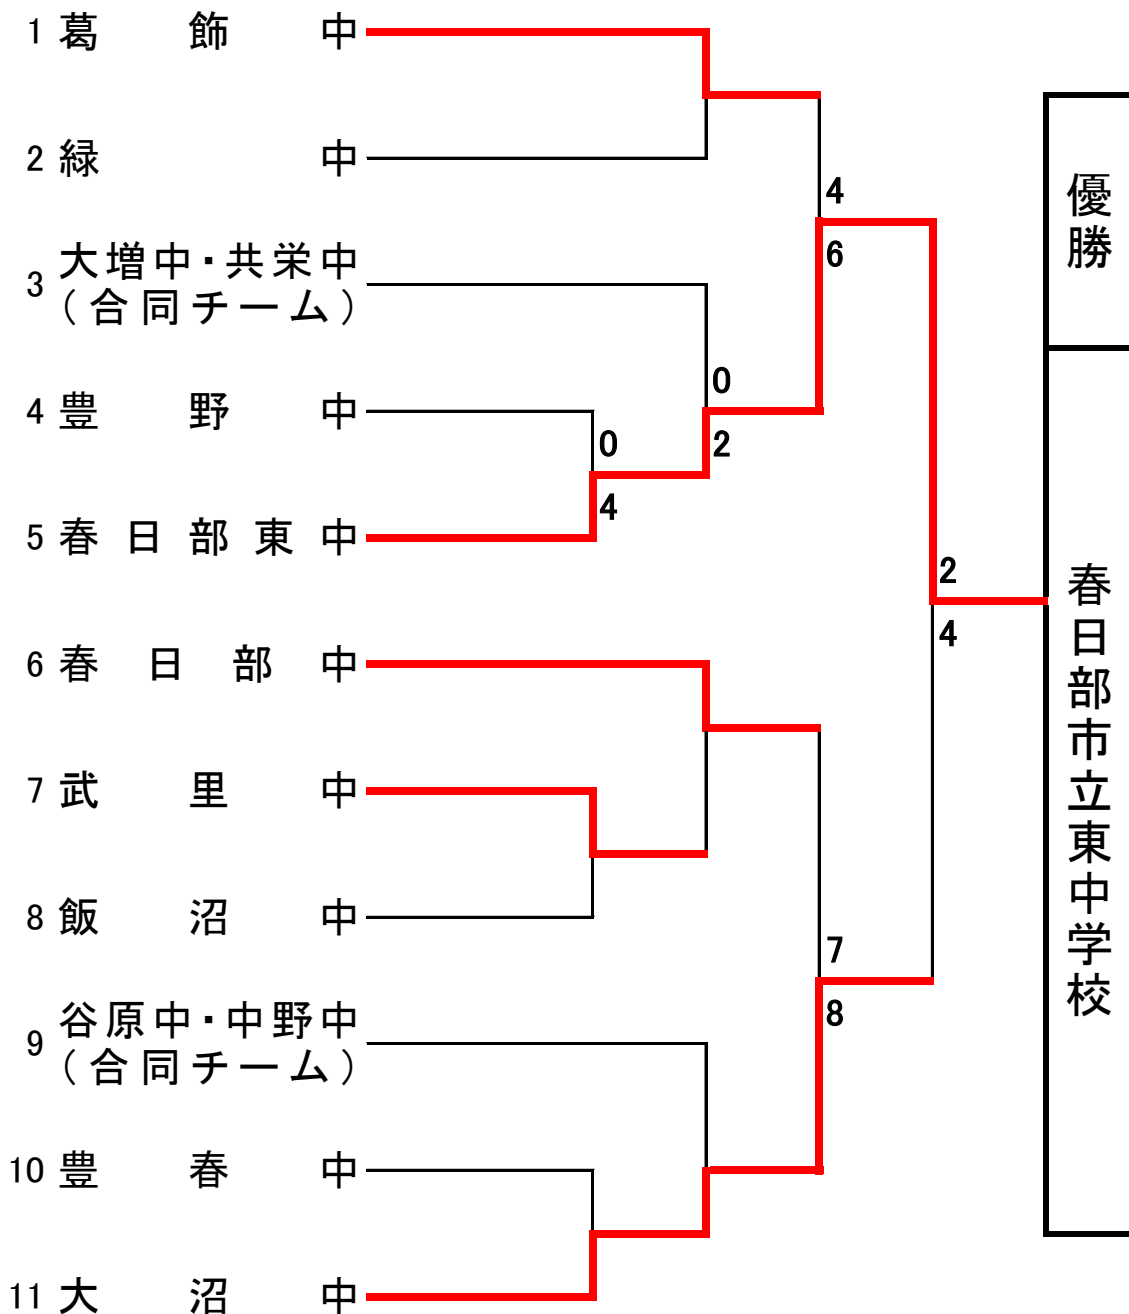 1 葛飾中
2 緑中
3 大増中・共栄中
(合同チーム)
4 豊野中
5 春日部東中
6 春日部中
7 武里中
8 飯沼中
9 谷原中・中野中
(合同チーム)
10 豊春中
11 大沼中
0
4
0
2
4
6
7
8
2
4
優勝
春日部市立東中学校